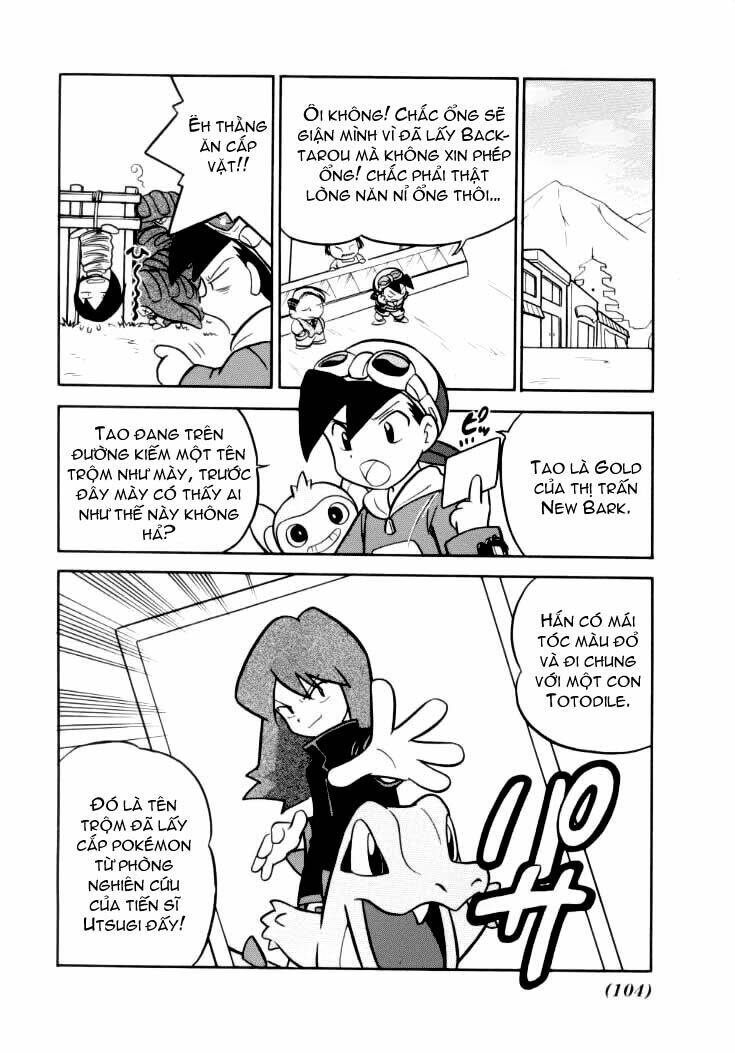 Ôi không! Chắc ổng sẽ
giận mình vì đã lấy Back-
tarou mà không xin phép
ổng! Chắc phải thật
lòng năn nỉ ổng thôi...
Êh thằng
ăn cắp
vặt!!
Tao là Gold
của thị trấn
New Bark.
ピッ
Tao đang trên
đường kiếm một tên
trộm như mày, trước
đây mày có thấy ai
như thế này không
hả?
Hắn có mái
tóc màu đỏ
và đi chung
với một con
Totodile.
Đó là tên
trộm đã lấy
cắp pokémon
từ phòng
nghiên cứu
của tiến sĩ
Utsugi đấy!
(104)